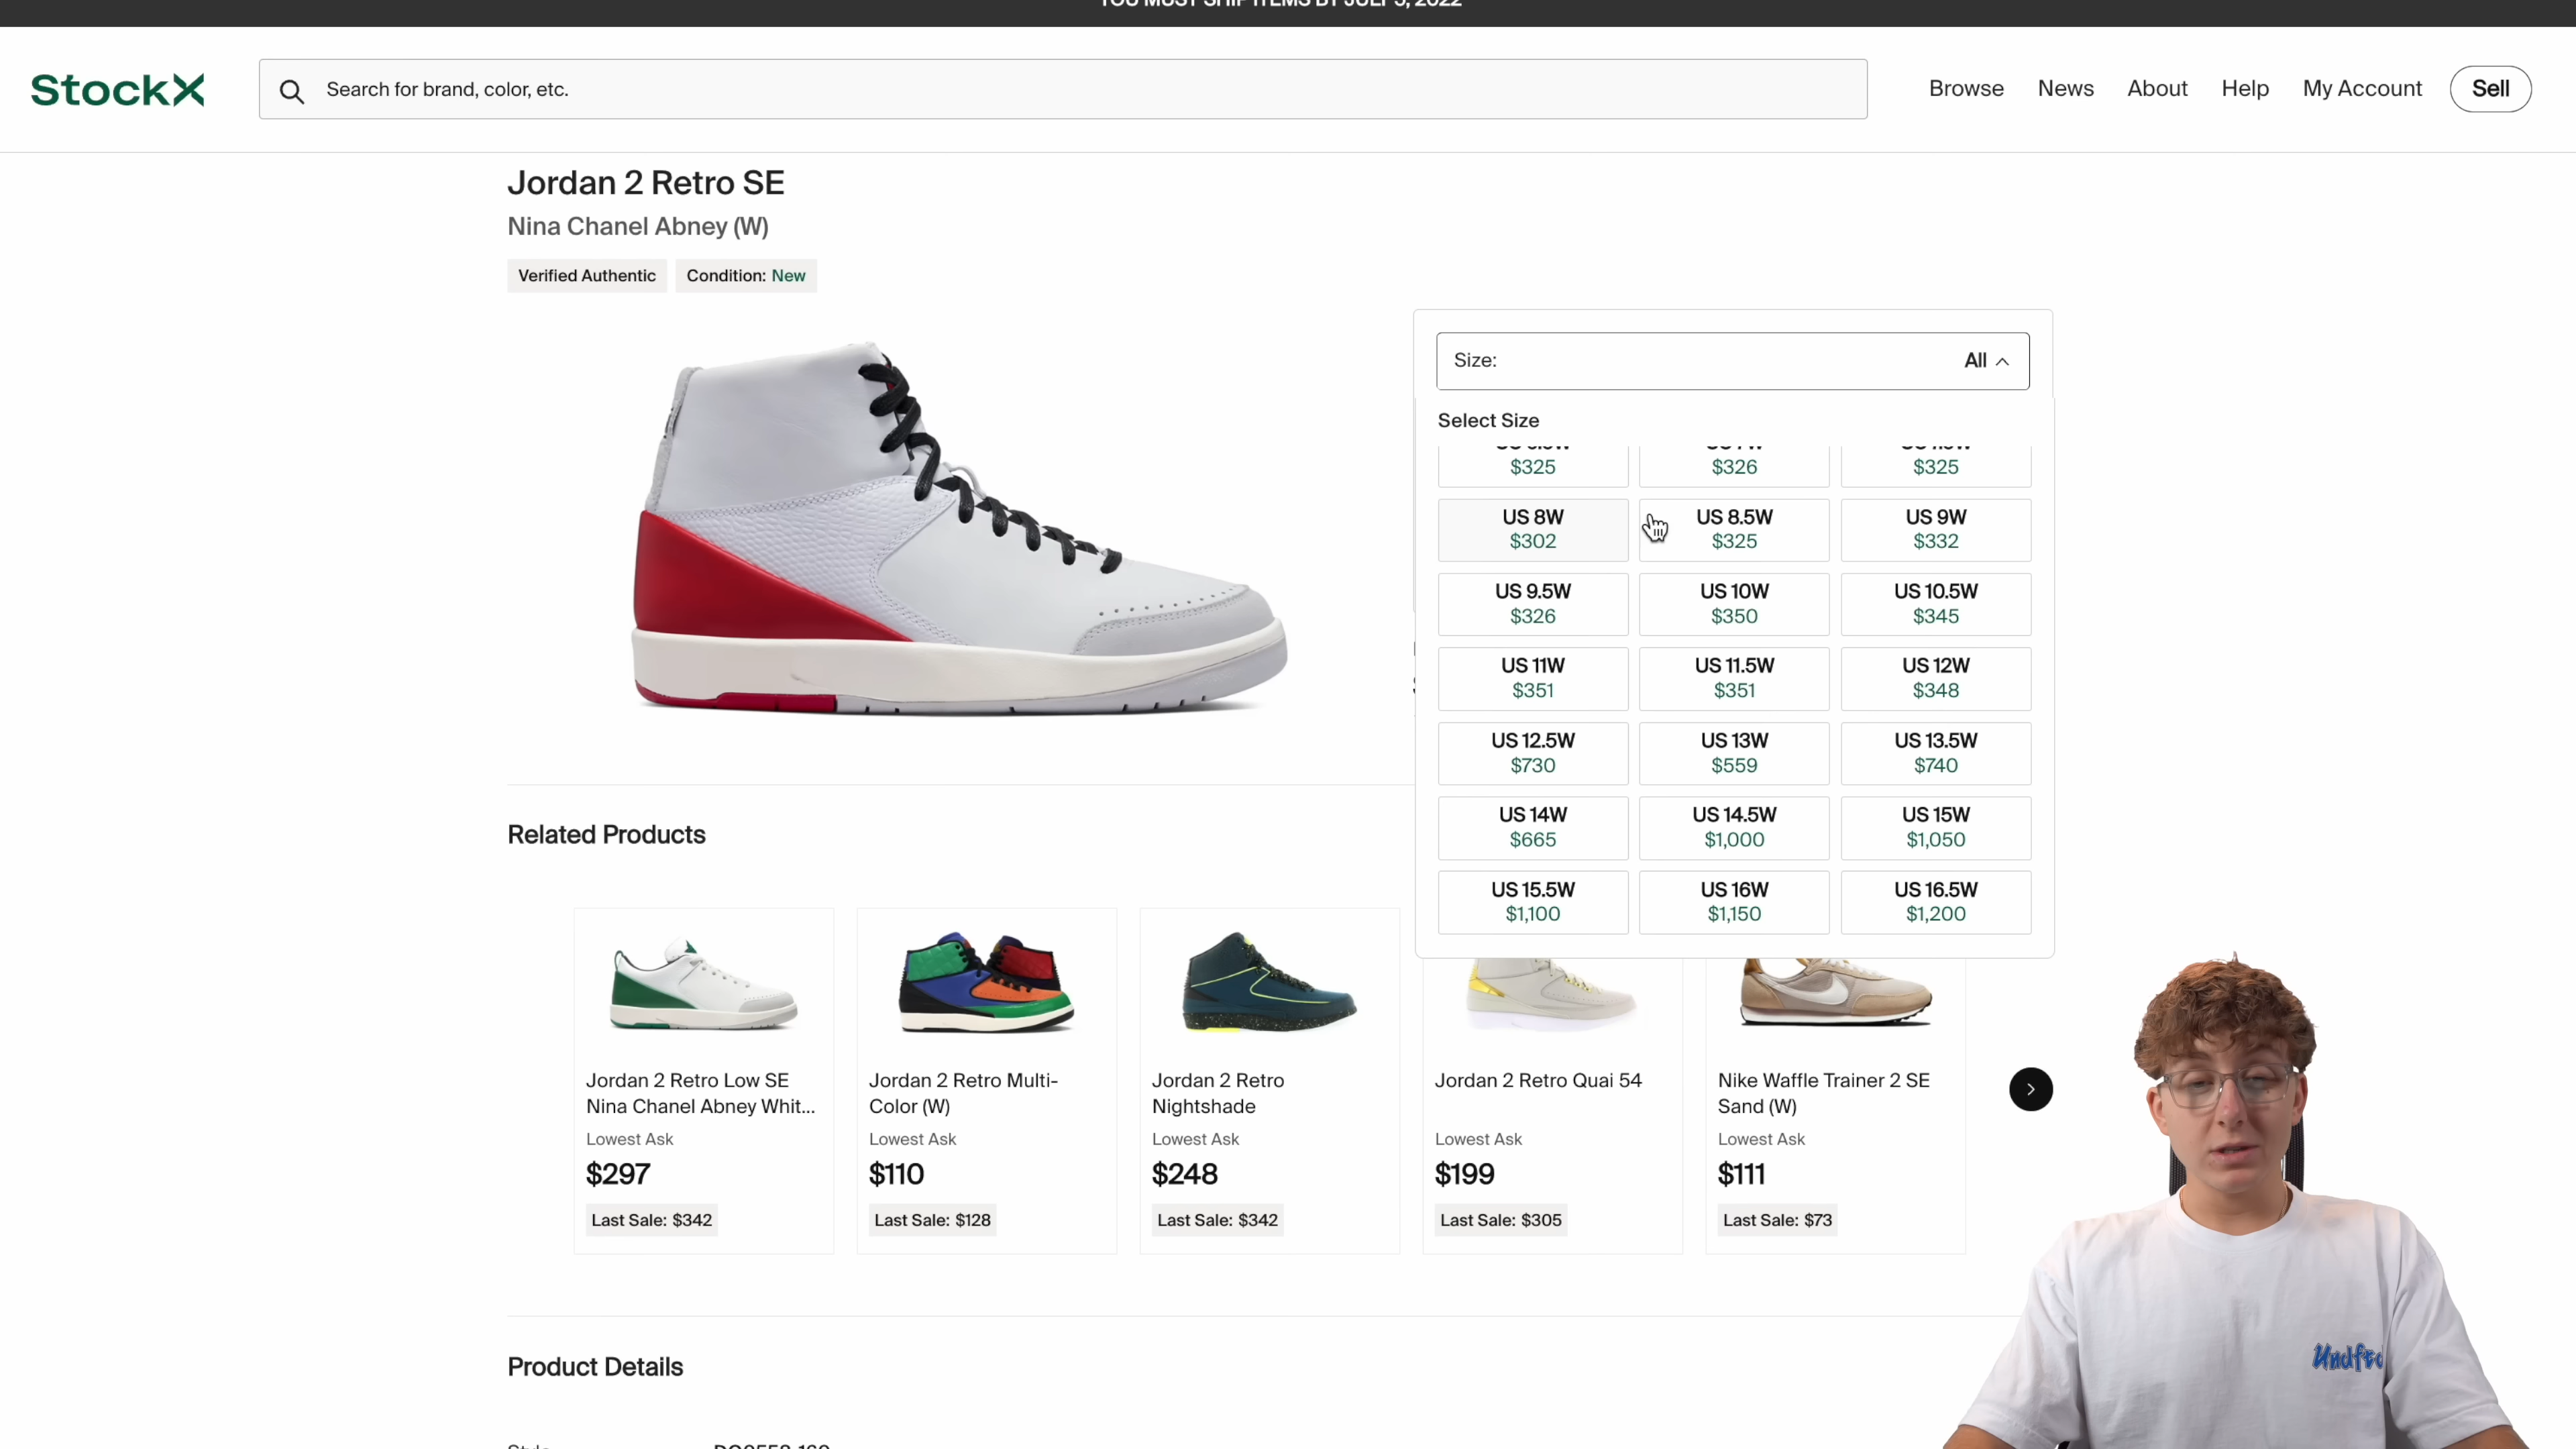 YOU MUST SHIP ITEMS BY JULY 5, 2022
StockX
Search for brand, color, etc.
Browse
News
About
Help
My Account
Sell
Jordan 2 Retro SE
Nina Chanel Abney (W)
Verified Authentic
Condition: New
Size:
All
Select Size
$325
$326
$325
US 8W
$302
US 8.5W
$325
US 9W
$332
US 9.5W
$326
US 10W
$350
US 10.5W
$345
US 11W
$351
US 11.5W
$351
US 12W
$348
US 12.5W
$730
US 13W
$559
US 13.5W
$740
US 14W
$665
US 14.5W
$1,000
US 15W
$1,050
US 15.5W
$1,100
US 16W
$1,150
US 16.5W
$1,200
Related Products
Jordan 2 Retro Low SE
Nina Chanel Abney Whit...
Lowest Ask
$297
Last Sale: $342
Jordan 2 Retro Multi-
Color (W)
Lowest Ask
$110
Last Sale: $128
Jordan 2 Retro
Nightshade
Lowest Ask
$248
Last Sale: $342
Jordan 2 Retro Quai 54
Lowest Ask
$199
Last Sale: $305
Nike Waffle Trainer 2 SE
Sand (W)
Lowest Ask
$111
Last Sale: $73
Product Details